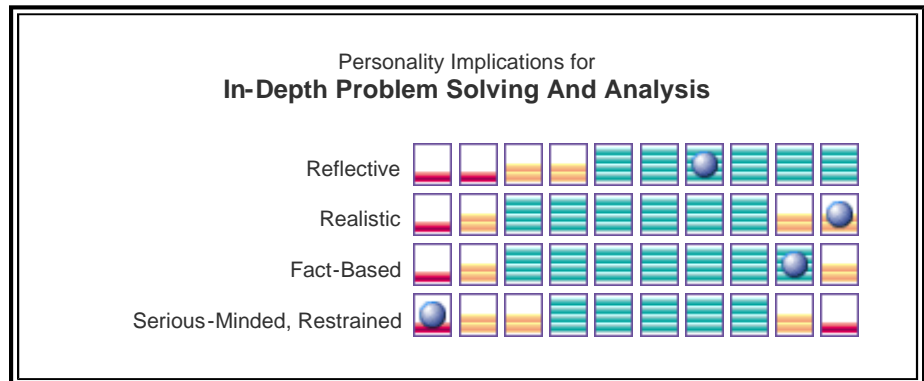 Personality Implications for
In-Depth Problem Solving And Analysis
Reflective
Realistic
Fact-Based
Serious-Minded, Restrained